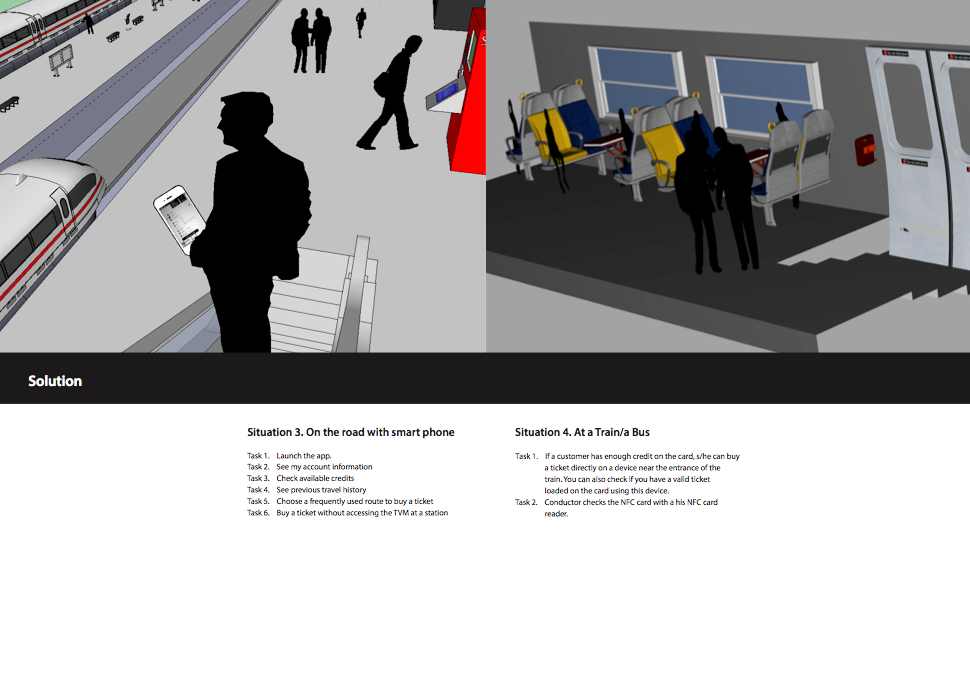 Solution
Situation 3. On the road with smart phone
Task 1. Launch the app.
Task 2. See my account information
Task 3. Check available credits
Task 4. See previous travel history
Task 5. Choose a frequently used route to buy a ticket
Task 6. Buy a ticket without accessing the TVM at a station
Situation 4. At a Train/a Bus
Task 1. If a customer has enough credit on the card, s/he can buy
a ticket directly on a device near the entrance of the
train. You can also check if you have a valid ticket
loaded on the card using this device.
Task 2. Conductor checks the NFC card with a his NFC card
reader.